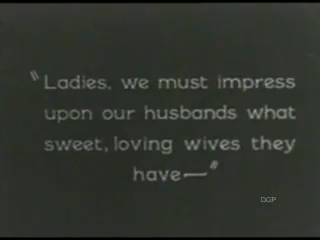 "Ladies, we must impress
upon our husbands what
sweet, loving wives they
have—"
DGP